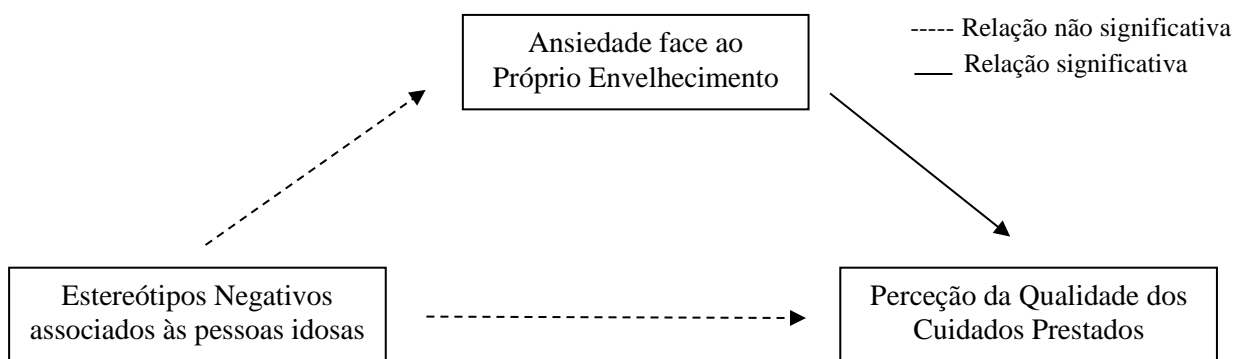 Ansiedade face ao
Próprio Envelhecimento
----- Relação não significativa
Relação significativa
Estereótipos Negativos
associados às pessoas idosas
Perceção da Qualidade dos
Cuidados Prestados